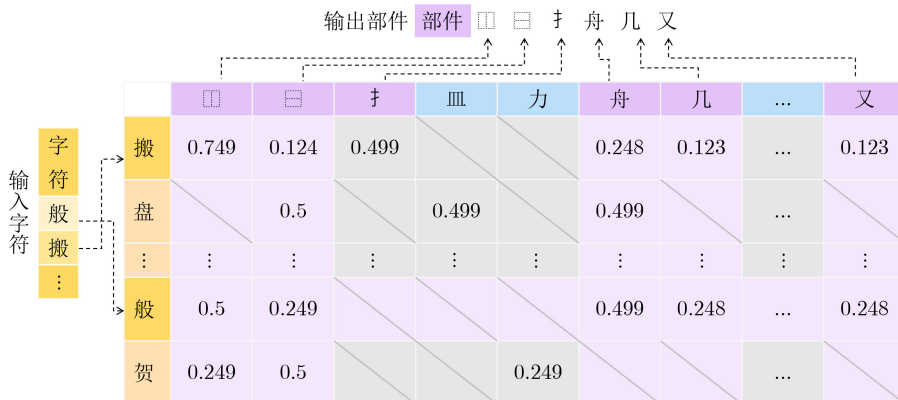 输出部件 部件 ⿰ ⿱ 扌 舟 几 又
⿰ ⿱ 扌 皿 力 舟 几 ... 又
输入字符
字符
般
搬
⋮
搬 0.749 0.124 0.499 0.248 0.123 ... 0.123
盘 0.5 0.499 0.499 ...
⋮ ⋮ ⋮ ⋮ ⋮ ⋮ ⋮ ⋮ ⋮ ⋮
般 0.5 0.249 0.499 0.248 ... 0.248
贺 0.249 0.5 0.249 ...